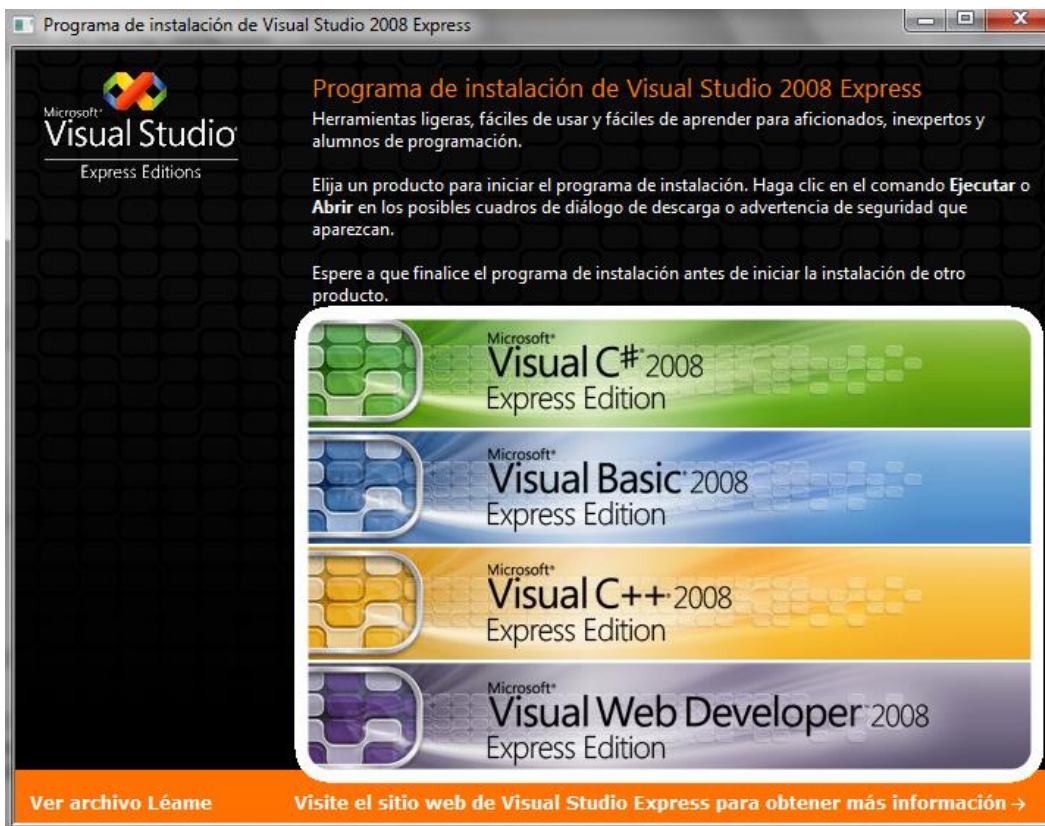 Programa de instalación de Visual Studio 2008 Express
Microsoft®
Visual Studio®
Express Editions
Programa de instalación de Visual Studio 2008 Express
Herramientas ligeras, fáciles de usar y fáciles de aprender para aficionados, inexpertos y
alumnos de programación.
Elija un producto para iniciar el programa de instalación. Haga clic en el comando Ejecutar o
Abrir en los posibles cuadros de diálogo de descarga o advertencia de seguridad que
aparezcan.
Espere a que finalice el programa de instalación antes de iniciar la instalación de otro
producto.
Microsoft®
Visual C#® 2008
Express Edition
Microsoft®
Visual Basic® 2008
Express Edition
Microsoft®
Visual C++® 2008
Express Edition
Microsoft®
Visual Web Developer™ 2008
Express Edition
Ver archivo Léame
Visite el sitio web de Visual Studio Express para obtener más información →